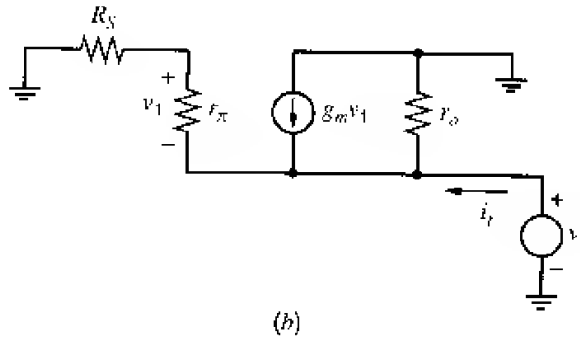 R_S
+
v_1
r_π
−
g_m v_1
r_o
i_t
+
v
−
(b)